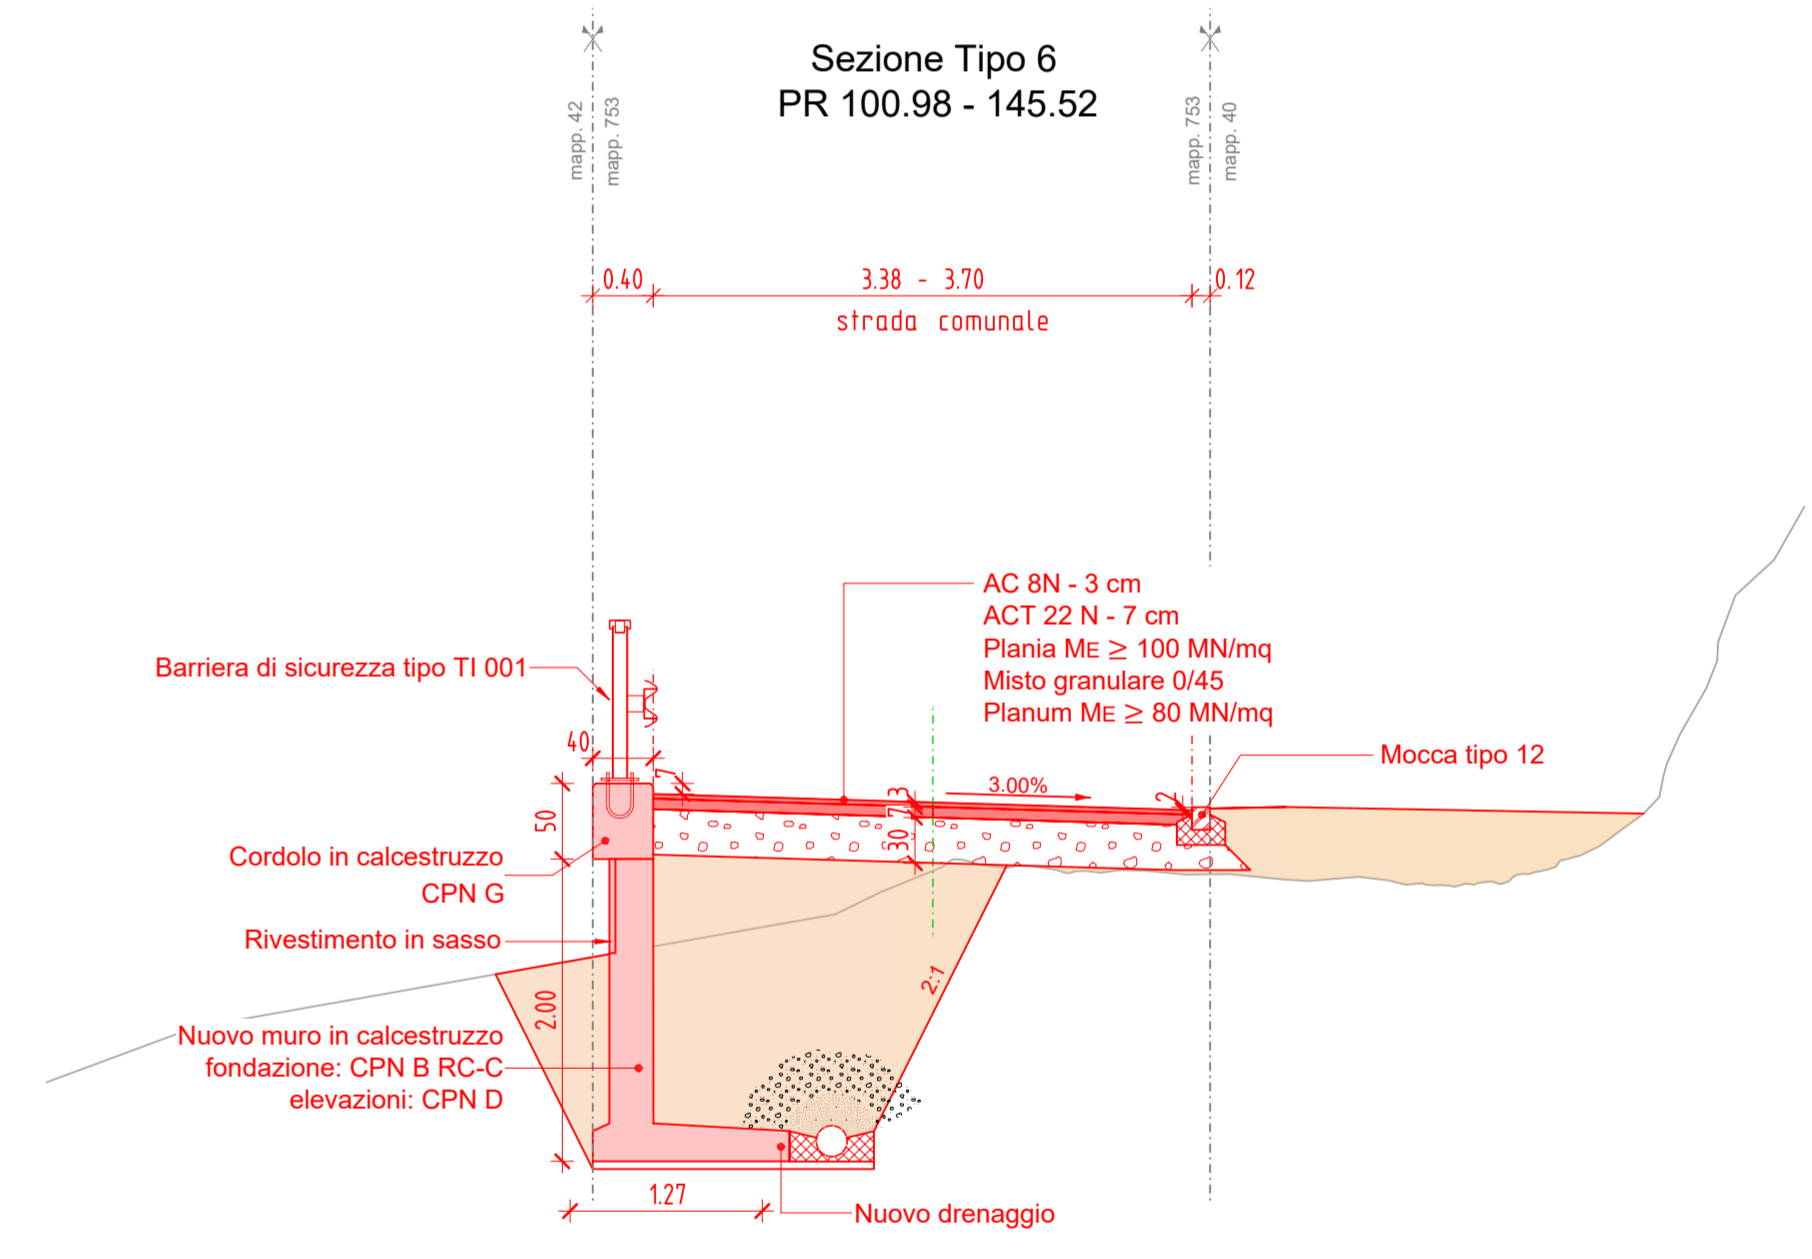 Sezione Tipo 6
PR 100.98 - 145.52
mapp. 42
mapp. 753
mapp. 753
mapp. 40
0.40
3.38 - 3.70
0.12
strada comunale
AC 8N - 3 cm
ACT 22 N - 7 cm
Plania ME ≥ 100 MN/mq
Misto granulare 0/45
Planum ME ≥ 80 MN/mq
Barriera di sicurezza tipo TI 001
Mocca tipo 12
40
7
3
7
30
3.00%
2
50
Cordolo in calcestruzzo
CPN G
Rivestimento in sasso
2.00
2:1
Nuovo muro in calcestruzzo
fondazione: CPN B RC-C
elevazioni: CPN D
1.27
Nuovo drenaggio